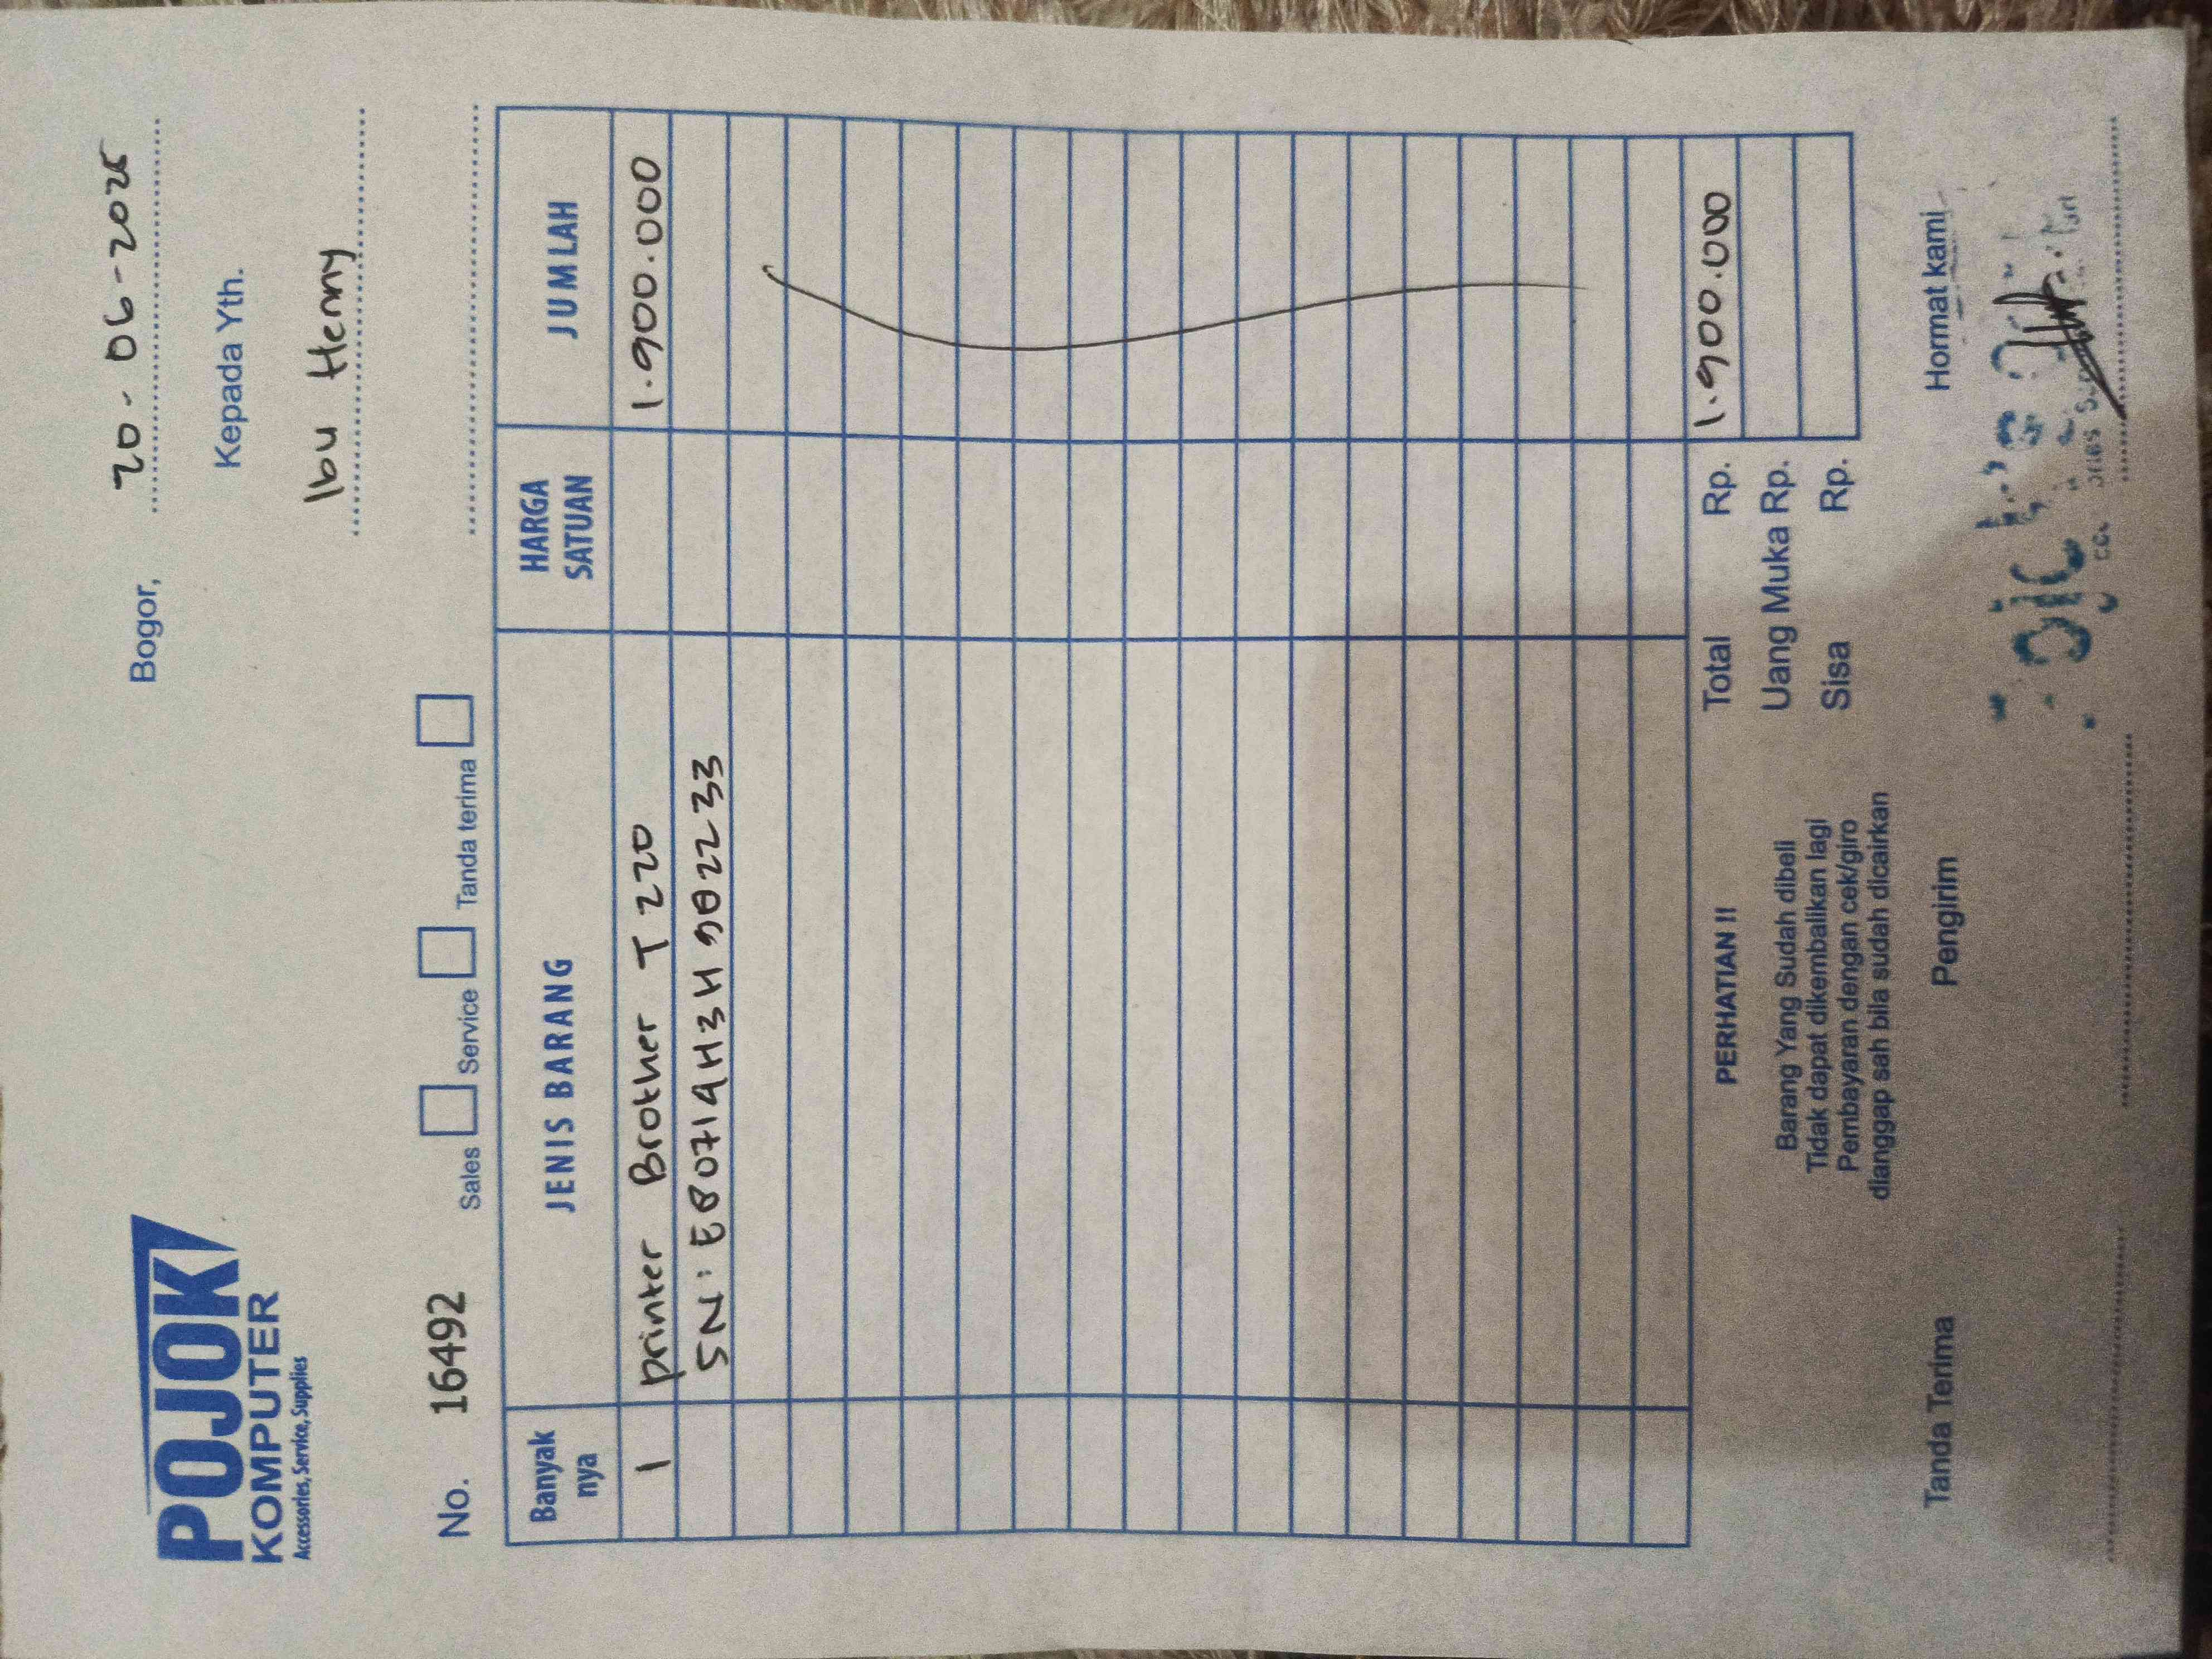 POJOK
KOMPUTER
Accessories, Service, Supplies
Bogor, 20-06-2025
Kepada Yth.
Ibu Henny
No. 16492 Sales Service Tanda terima
Banyak nya JENIS BARANG HARGA SATUAN JUMLAH
1 printer Brother T220 1.900.000
SN: E80719H3H902233
Total Rp. 1.900.000
Uang Muka Rp.
Sisa Rp.
PERHATIAN !!
Barang Yang Sudah dibeli
Tidak dapat dikembalikan lagi
Pembayaran dengan cek/giro
dianggap sah bila sudah dicairkan
Tanda Terima Pengirim Hormat kami